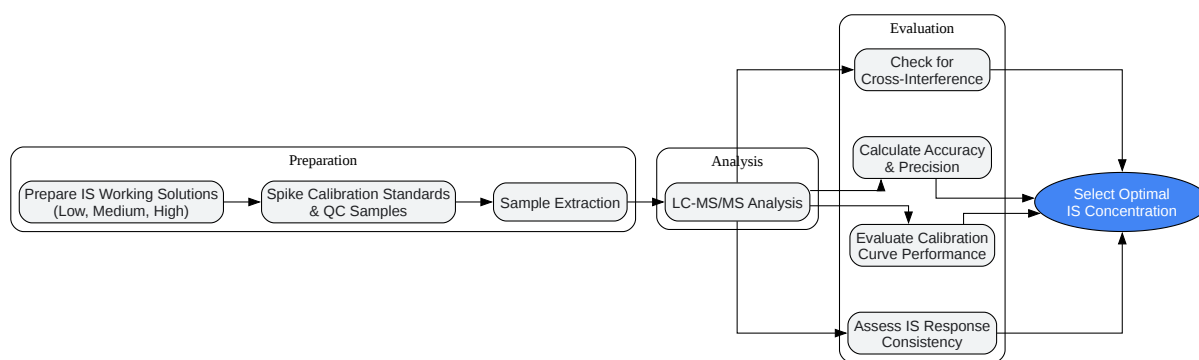 Preparation
Prepare IS Working Solutions
(Low, Medium, High)
Spike Calibration Standards
& QC Samples
Sample Extraction
Analysis
LC-MS/MS Analysis
Evaluation
Check for
Cross-Interference
Calculate Accuracy
& Precision
Evaluate Calibration
Curve Performance
Assess IS Response
Consistency
Select Optimal
IS Concentration